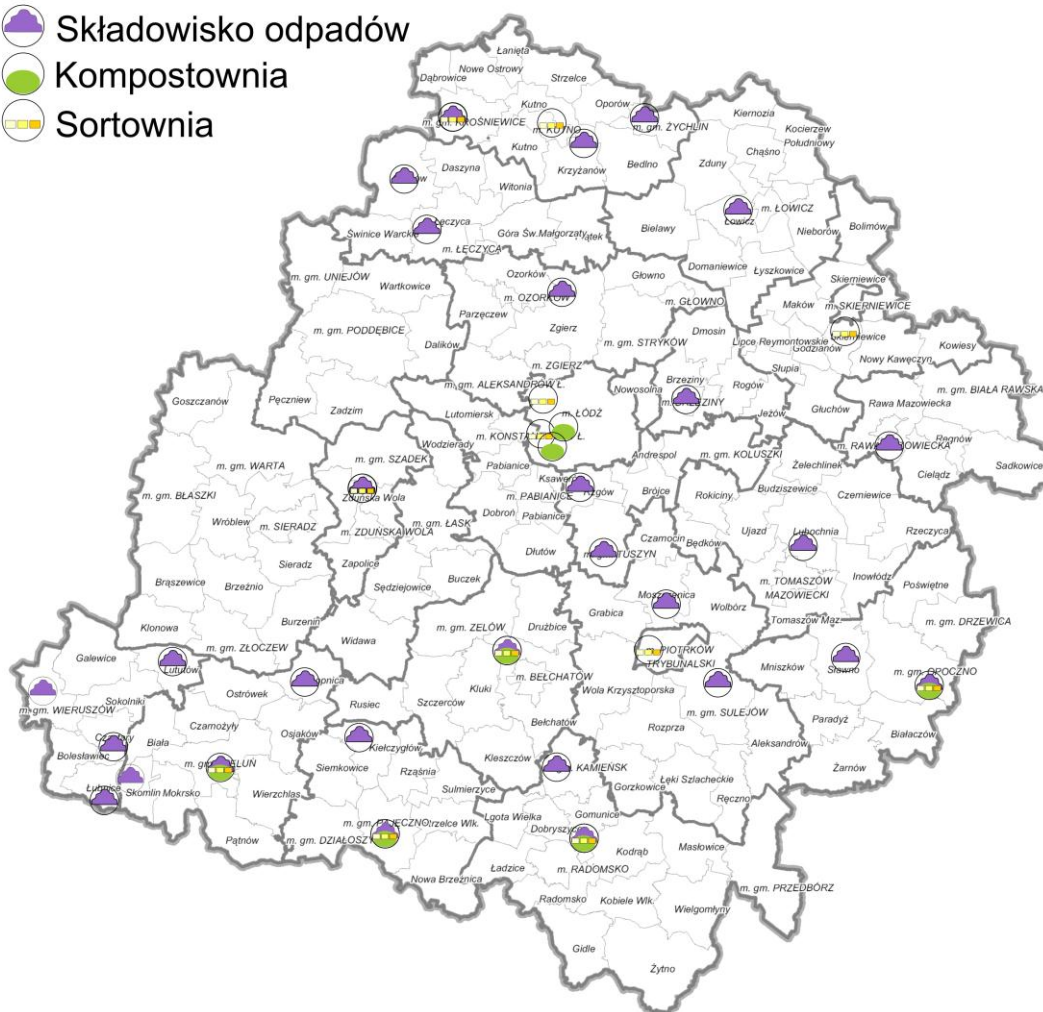 Składowisko odpadów
Kompostownia
Sortownia
Łanięta
Nowe Ostrowy
Dąbrowice
Strzelce
Kutno
Oporów
m. gm. KROŚNIEWICE
m. KUTNO
m. gm. ŻYCHLIN
Kutno
Krzyżanów
Bedlno
Kiernozia
Kocierzew
Południowy
Chąśno
Zduny
Daszyna
Witonia
Łęczyca
Świnice Warckie
m. ŁĘCZYCA
Góra Św.Małgorzaty
Bielawy
m. ŁOWICZ
Łowicz
Nieborów
Bolimów
Domaniewice
Łyszkowice
Skierniewice
m. gm. UNIEJÓW
Wartkowice
Ozorków
m. OZORKÓW
Głowno
m. GŁOWNO
Parzęczew
Zgierz
Maków
m. SKIERNIEWICE
m. gm. PODDĘBICE
Dalików
m. gm. STRYKÓW
Dmosin
Lipce Reymontowskie
Godzianów
Nowy Kawęczyn
Kowiesy
Słupia
m. ZGIERZ
m. gm. ALEKSANDRÓW Ł.
Nowosolna
Brzeziny
Rogów
Jeżów
Głuchów
Rawa Mazowiecka
m. gm. BIAŁA RAWSKA
Goszczanów
Pęczniew
Zadzim
Lutomiersk
m. ŁÓDŹ
Wodzierady
Andrespol
m. gm. KOLUSZKI
Żelechlinek
Regnów
Sadkowice
Cielądz
m. gm. WARTA
m. gm. SZADEK
Pabianice
m. PABIANICE
Brójce
Rokiciny
Budziszewice
Czerniewice
m. gm. BŁASZKI
Zduńska Wola
m. ZDUŃSKA WOLA
m. gm. ŁASK
Dobroń
Pabianice
Wróblew
m. SIERADZ
Sieradz
Zapolice
Dłutów
Czarnocin
Będków
Ujazd
Lubochnia
Rzeczyca
Brąszewice
Brzeźnio
Sędziejowice
Buczek
Moszczenica
Grabica
Wolbórz
m. TOMASZÓW
MAZOWIECKI
Inowłódz
Poświętne
Klonowa
Burzenin
m. gm. ZŁOCZEW
Widawa
m. gm. ZELÓW
Drużbice
Tomaszów Maz.
m. gm. DRZEWICA
Galewice
Lututów
Ostrówek
Rusiec
Szczerców
Kluki
m. BEŁCHATÓW
Bełchatów
m. PIOTRKÓW
TRYBUNALSKI
Wola Krzysztoporska
m. gm. SULEJÓW
Mniszków
Sławno
m. gm. OPOCZNO
Sokolniki
m. gm. WIERUSZÓW
Czarnożyły
Osjaków
Kiełczygłów
Rozprza
Aleksandrów
Paradyż
Białaczów
Bolesławiec
Biała
Siemkowice
Rząśnia
Kleszczów
Żarnów
Skomlin
Mokrsko
Wierzchlas
Sulmierzyce
Łęki Szlacheckie
Gorzkowice
Ręczno
Pątnów
m. gm. DZIAŁOSZY
Lgota Wielka
Dobryszyce
Gomunice
Kodrąb
Masłowice
Nowa Brzeźnica
Ładzice
m. RADOMSKO
Radomsko
Kobiele Wlk.
Wielgomłyny
m. gm. PRZEDBÓRZ
Gidle
Żytno